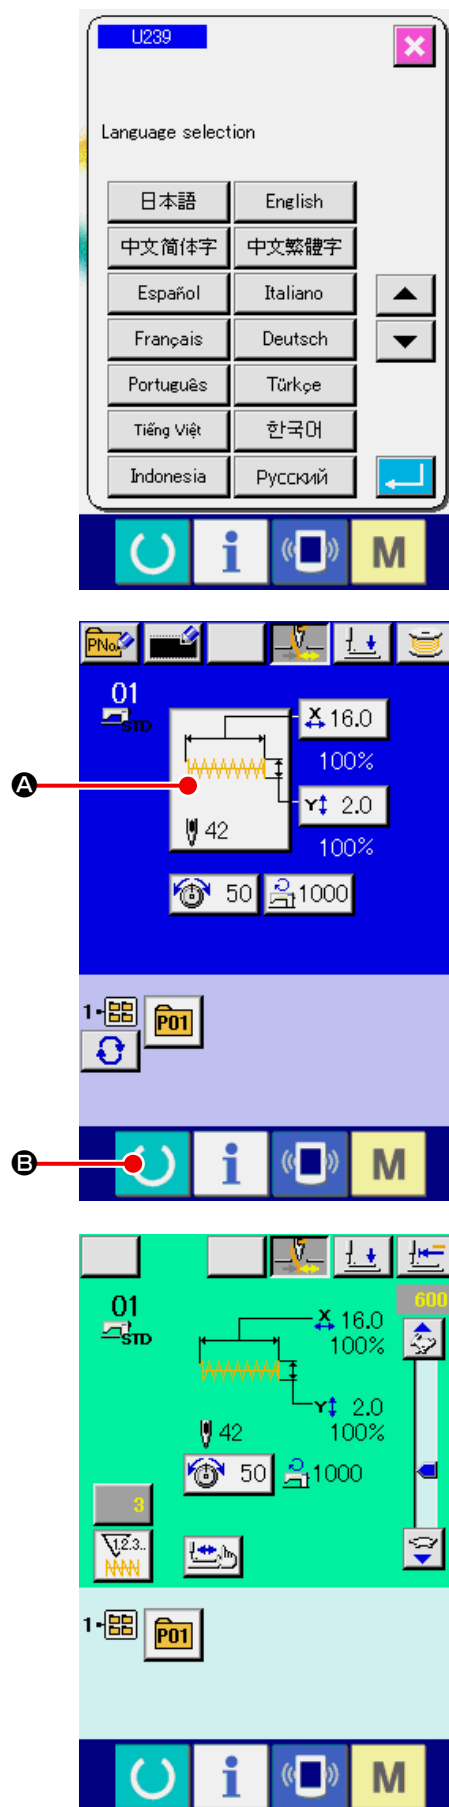 U239
Language selection
日本語 English
中文简体字 中文繁體字
Español Italiano
Français Deutsch
Português Türkçe
Tiếng Việt 한국어
Indonesia Русский
i M
PNo.
01
STD
X 16.0
100%
A
Y 2.0
42
100%
50 1000
1 P01
B
i M
600
01
STD
X 16.0
100%
Y 2.0
42 100%
50 1000
3
1.2.3..
1 P01
i M